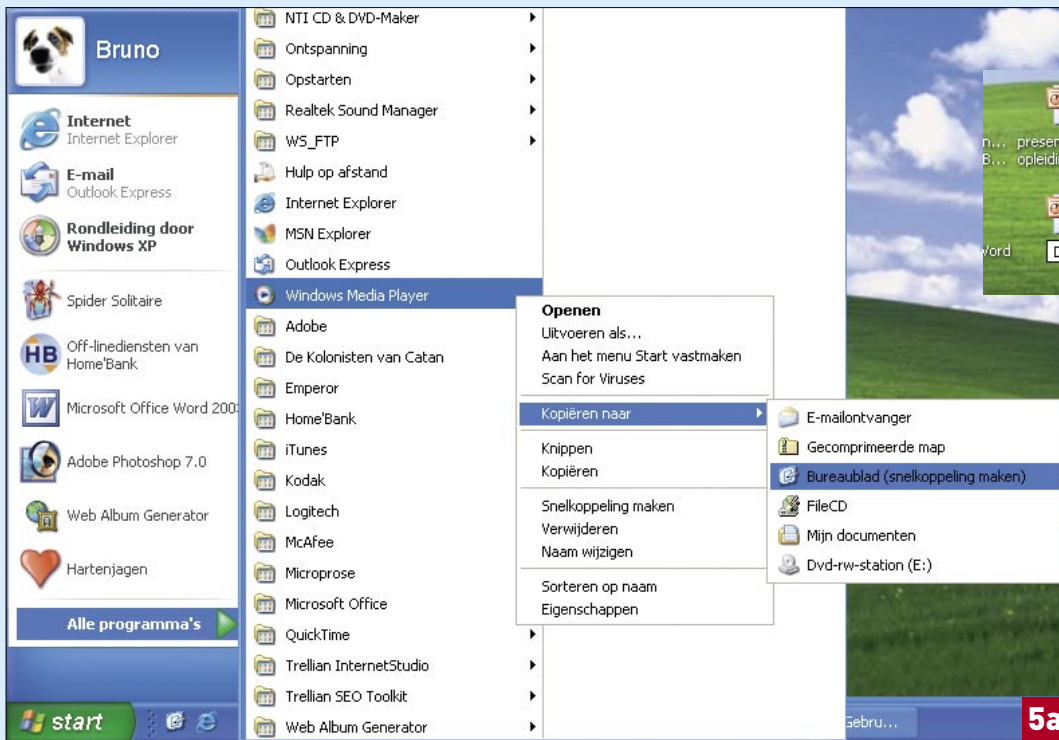 Bruno
Internet
Internet Explorer
E-mail
Outlook Express
Rondleiding door
Windows XP
Spider Solitaire
Off-linediensten van
Home'Bank
HB
Microsoft Office Word 200
Adobe Photoshop 7.0
Web Album Generator
Hartenjagen
Alle programma's
start
NTI CD & DVD-Maker
Ontspanning
Opstarten
Realtek Sound Manager
WS_FTP
Hulp op afstand
Internet Explorer
MSN Explorer
Outlook Express
Windows Media Player
Adobe
De Kolonisten van Catan
Emperor
Home'Bank
iTunes
Kodak
Logitech
McAfee
Microprose
Microsoft Office
QuickTime
Trellian InternetStudio
Trellian SEO Toolkit
Web Album Generator
Openen
Uitvoeren als...
Aan het menu Start vastmaken
Scan for Viruses
Kopiëren naar
Knippen
Kopiëren
Snelkoppeling maken
Verwijderen
Naam wijzigen
Sorteren op naam
Eigenschappen
E-mailontvanger
Gecomprimeerde map
Bureaublad (snelkoppeling maken)
FileCD
Mijn documenten
Dvd-rw-station (E:)
n... presen
B... opleidi
Word
D
Gebru...
5a